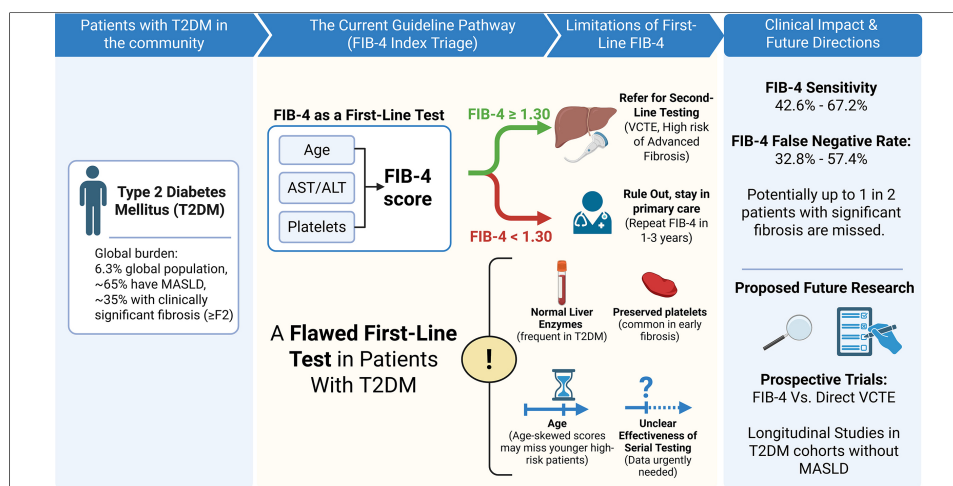 Patients with T2DM in
the community
The Current Guideline Pathway
(FIB-4 Index Triage)
Limitations of First-
Line FIB-4
Clinical Impact &
Future Directions
Type 2 Diabetes
Mellitus (T2DM)
Global burden:
6.3% global population,
~65% have MASLD,
~35% with clinically
significant fibrosis (≥F2)
FIB-4 as a First-Line Test
Age
AST/ALT
Platelets
FIB-4
score
FIB-4 ≥ 1.30
FIB-4 < 1.30
Refer for Second-
Line Testing
(VCTE, High risk
of Advanced
Fibrosis)
Rule Out, stay in
primary care
(Repeat FIB-4 in
1-3 years)
A Flawed First-Line
Test in Patients
With T2DM
!
Normal Liver
Enzymes
(frequent in T2DM)
Preserved platelets
(common in early
fibrosis)
Age
(Age-skewed scores
may miss younger high-
risk patients)
?
Unclear
Effectiveness of
Serial Testing
(Data urgently
needed)
FIB-4 Sensitivity
42.6% - 67.2%
FIB-4 False Negative Rate:
32.8% - 57.4%
Potentially up to 1 in 2
patients with significant
fibrosis are missed.
Proposed Future Research
Prospective Trials:
FIB-4 Vs. Direct VCTE
Longitudinal Studies in
T2DM cohorts without
MASLD